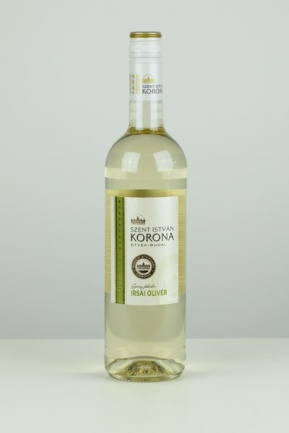 SZENT ISTVÁN
KORONA
SZENT ISTVÁN
KORONA
ETYEK-BUDAI
IRSAI OLIVÉR